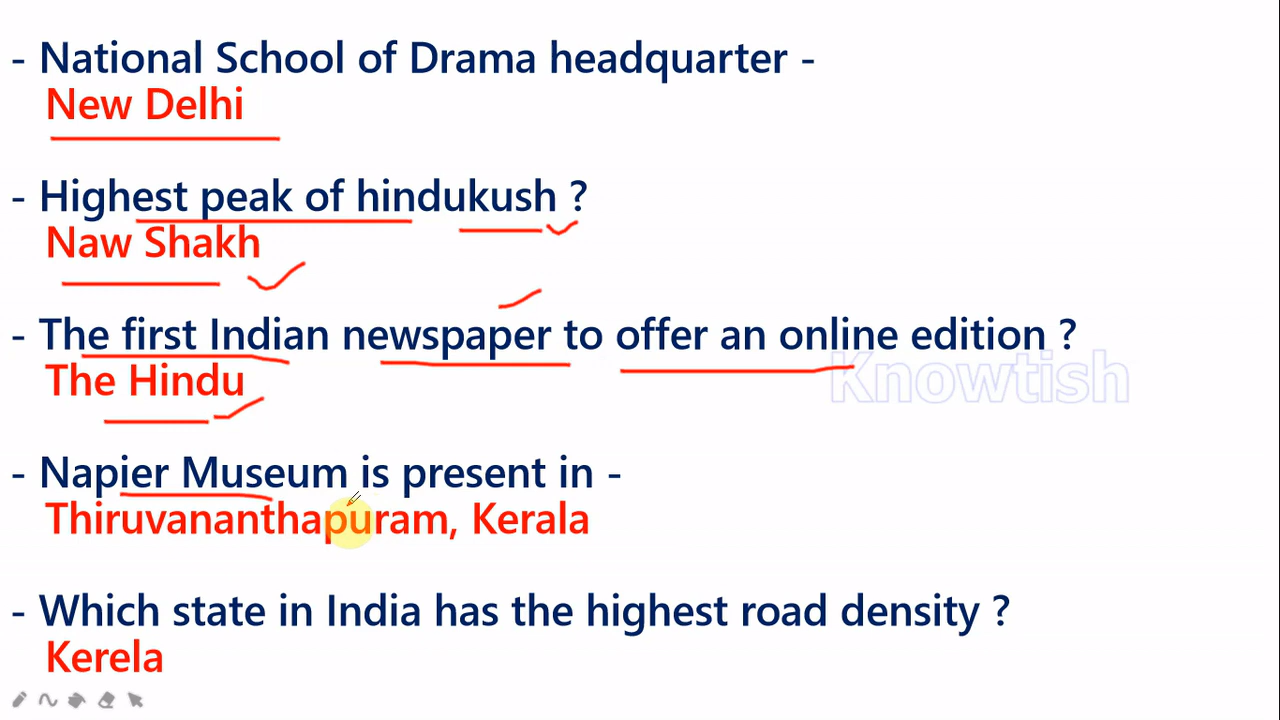 - National School of Drama headquarter -
New Delhi
- Highest peak of hindukush ?
Naw Shakh
- The first Indian newspaper to offer an online edition ?
The Hindu
Knowtish
- Napier Museum is present in -
Thiruvananthapuram, Kerala
- Which state in India has the highest road density ?
Kerela